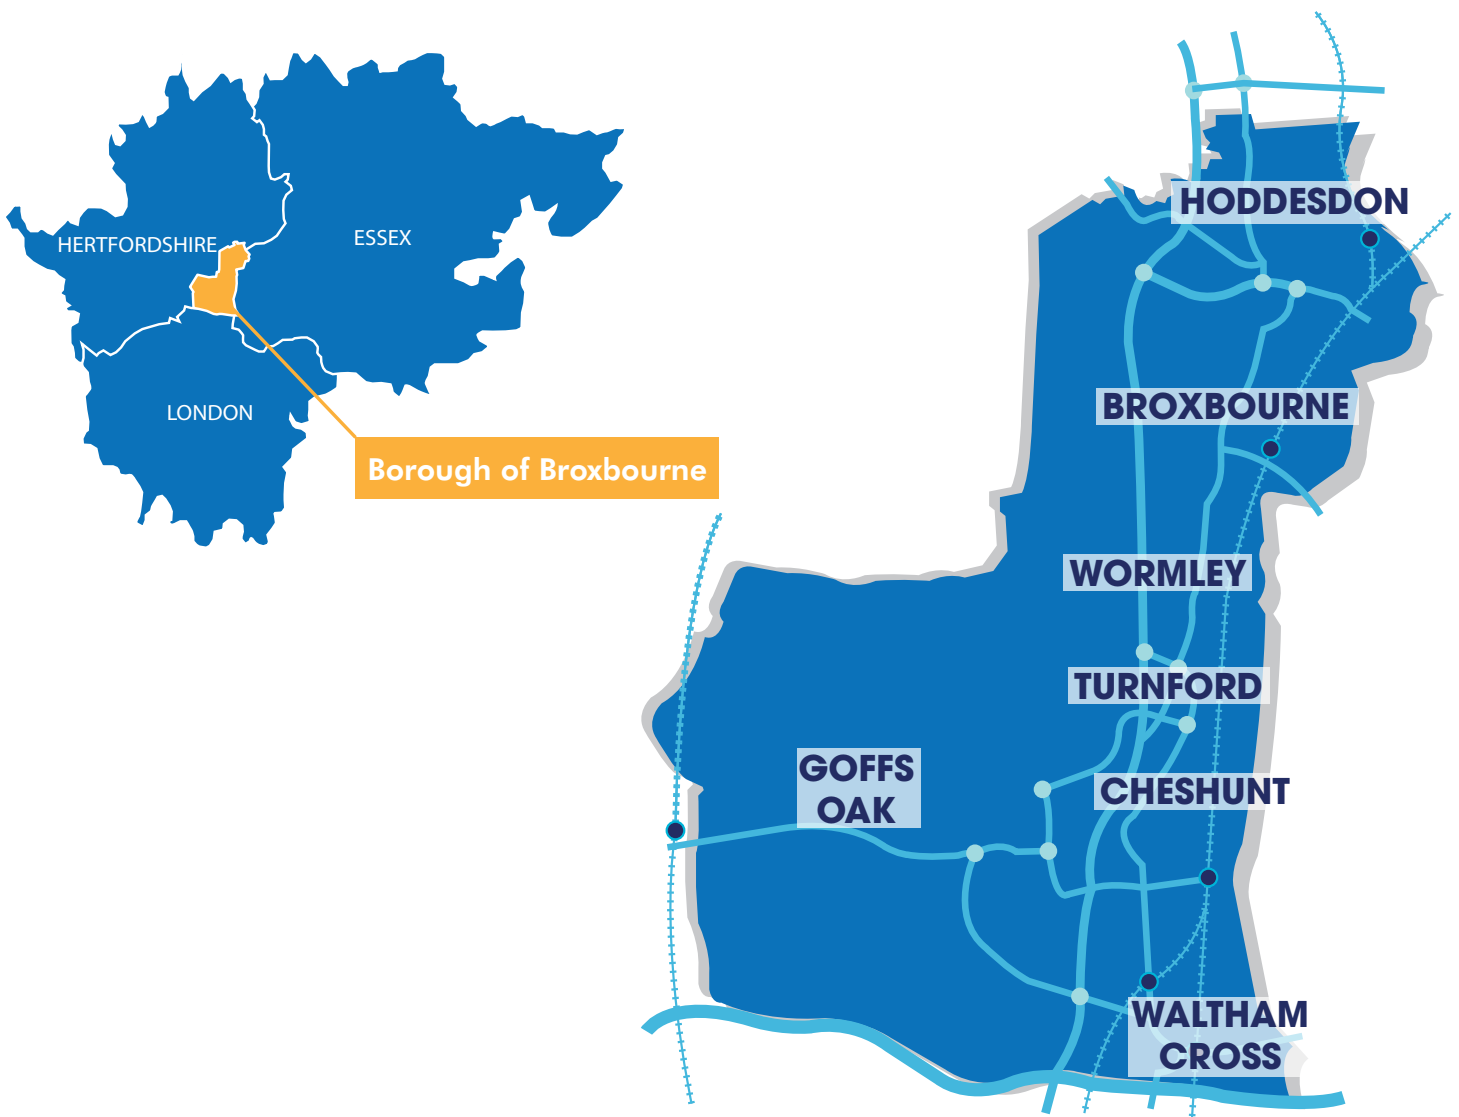 HERTFORDSHIRE
ESSEX
LONDON
Borough of Broxbourne
HODDESDON
BROXBOURNE
WORMLEY
TURNFORD
GOFFS
OAK
CHESHUNT
WALTHAM
CROSS